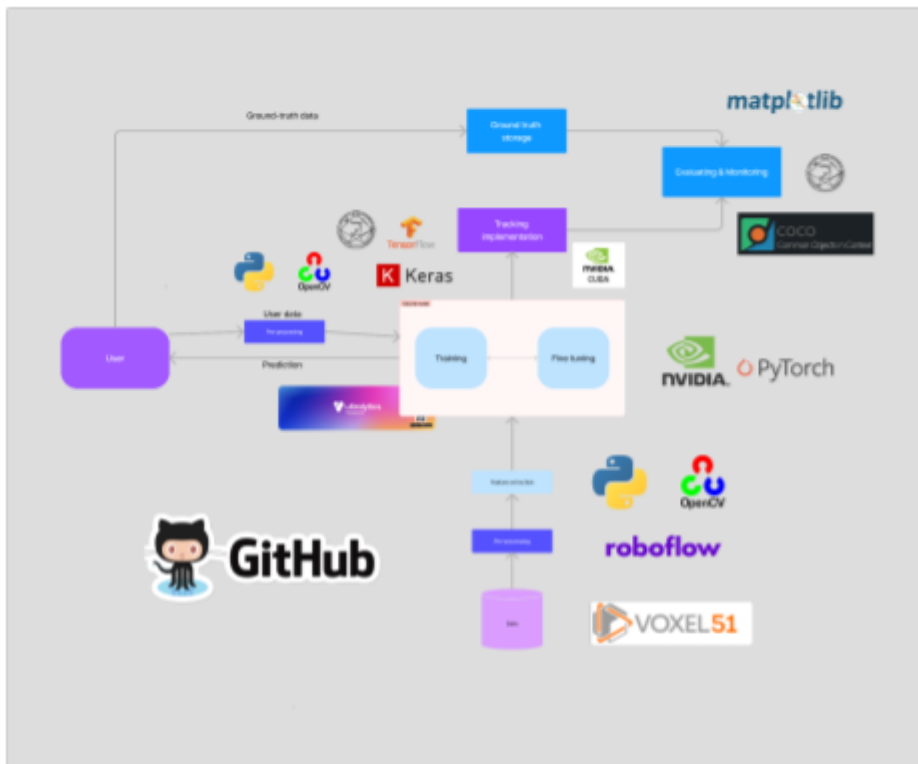 matplotlib
Ground-truth data
Ground truth
storage
Evaluating & Monitoring
Tracking
implementation
TensorFlow
COCO
Common Objects in Context
NVIDIA.
CUDA
K Keras
OpenCV
User data
Pre-processing
User
Training
Fine tuning
Prediction
NVIDIA.
PyTorch
Ultralytics
OpenCV
Pre-processing
roboflow
GitHub
Data
VOXEL51